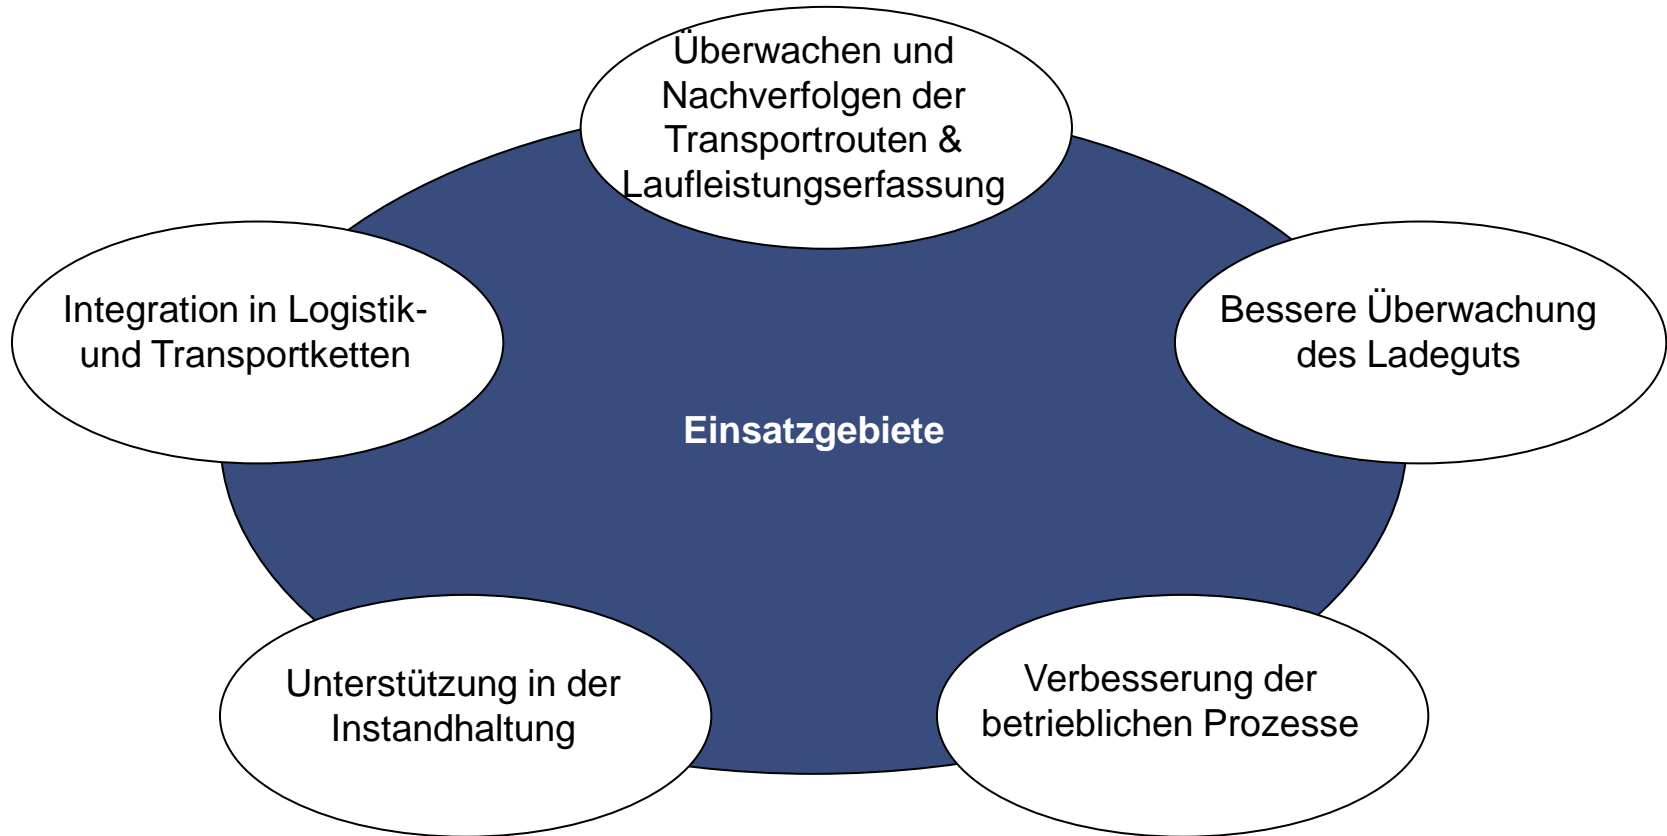 Überwachen und
Nachverfolgen der
Transportrouten &
Laufleistungserfassung
Integration in Logistik-
und Transportketten
Bessere Überwachung
des Ladeguts
Einsatzgebiete
Unterstützung in der
Instandhaltung
Verbesserung der
betrieblichen Prozesse